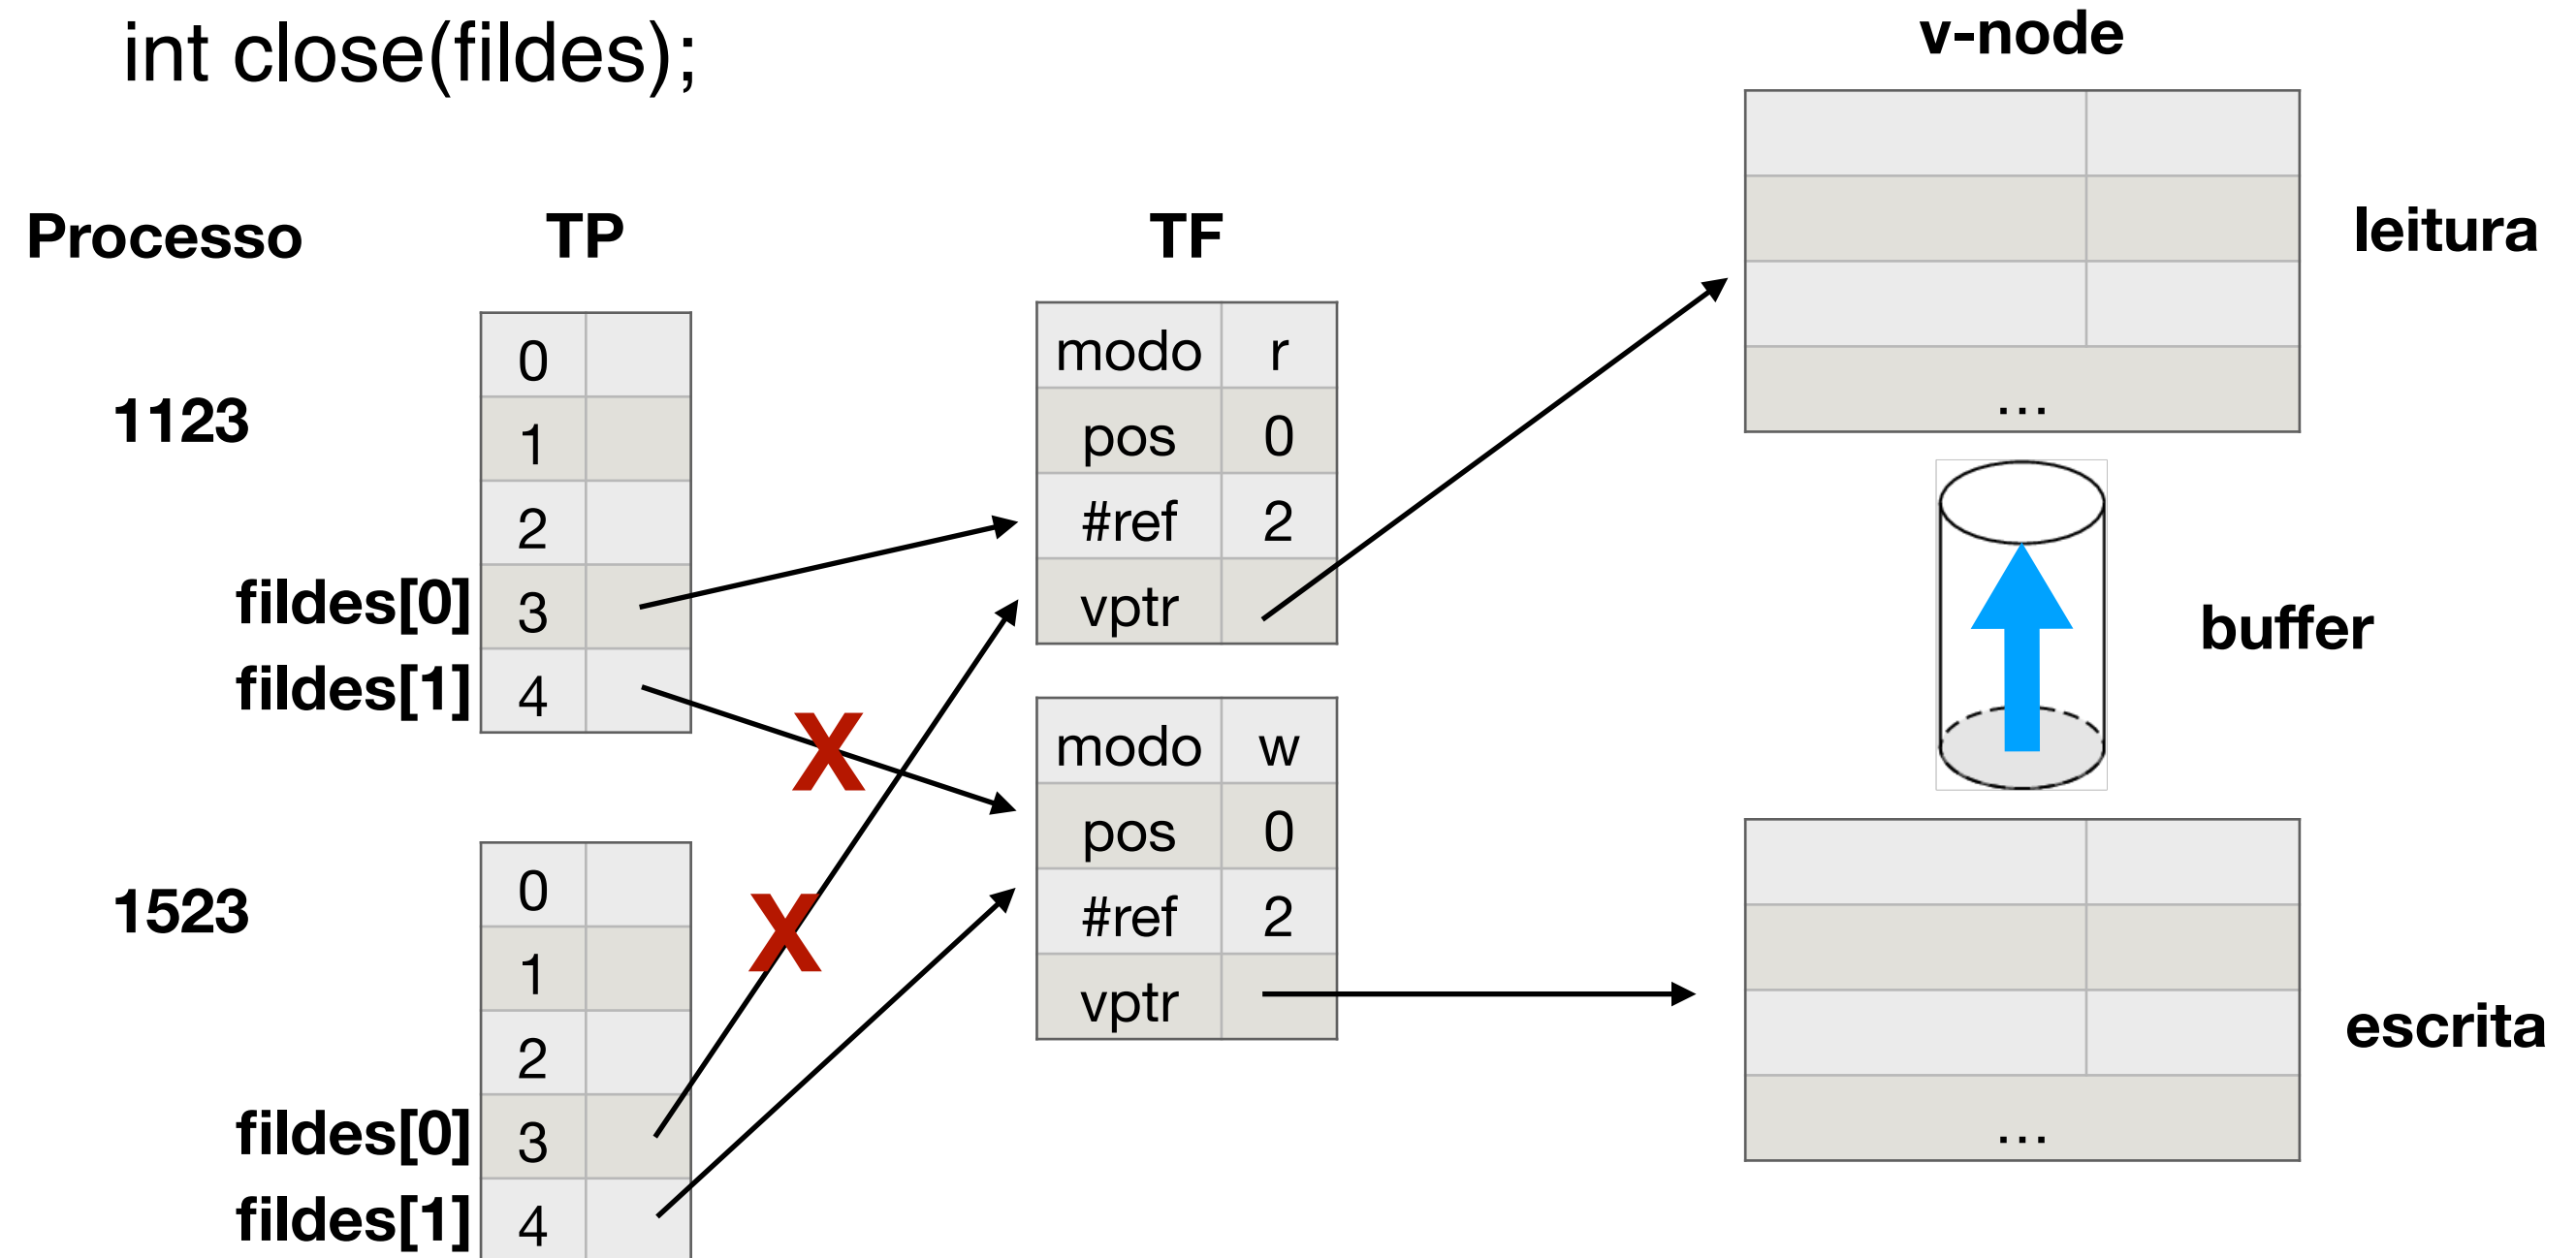 int close(fildes);
v-node
Processo
TP
TF
leitura
1123
0
1
2
fildes[0] 3
fildes[1] 4
modo r
pos 0
#ref 2
vptr
...
X
buffer
modo w
pos 0
#ref 2
vptr
1523
0
1
2
fildes[0] 3
fildes[1] 4
X
escrita
...